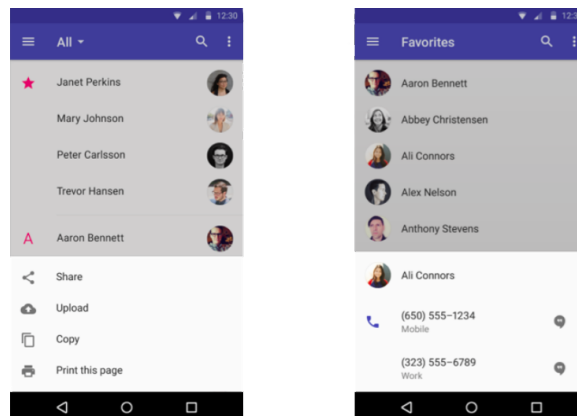 12:30
All
Janet Perkins
Mary Johnson
Peter Carlsson
Trevor Hansen
A
Aaron Bennett
Share
Upload
Copy
Print this page
Favorites
Aaron Bennett
Abbey Christensen
Ali Connors
Alex Nelson
Anthony Stevens
Ali Connors
(650) 555-1234
Mobile
(323) 555-6789
Work